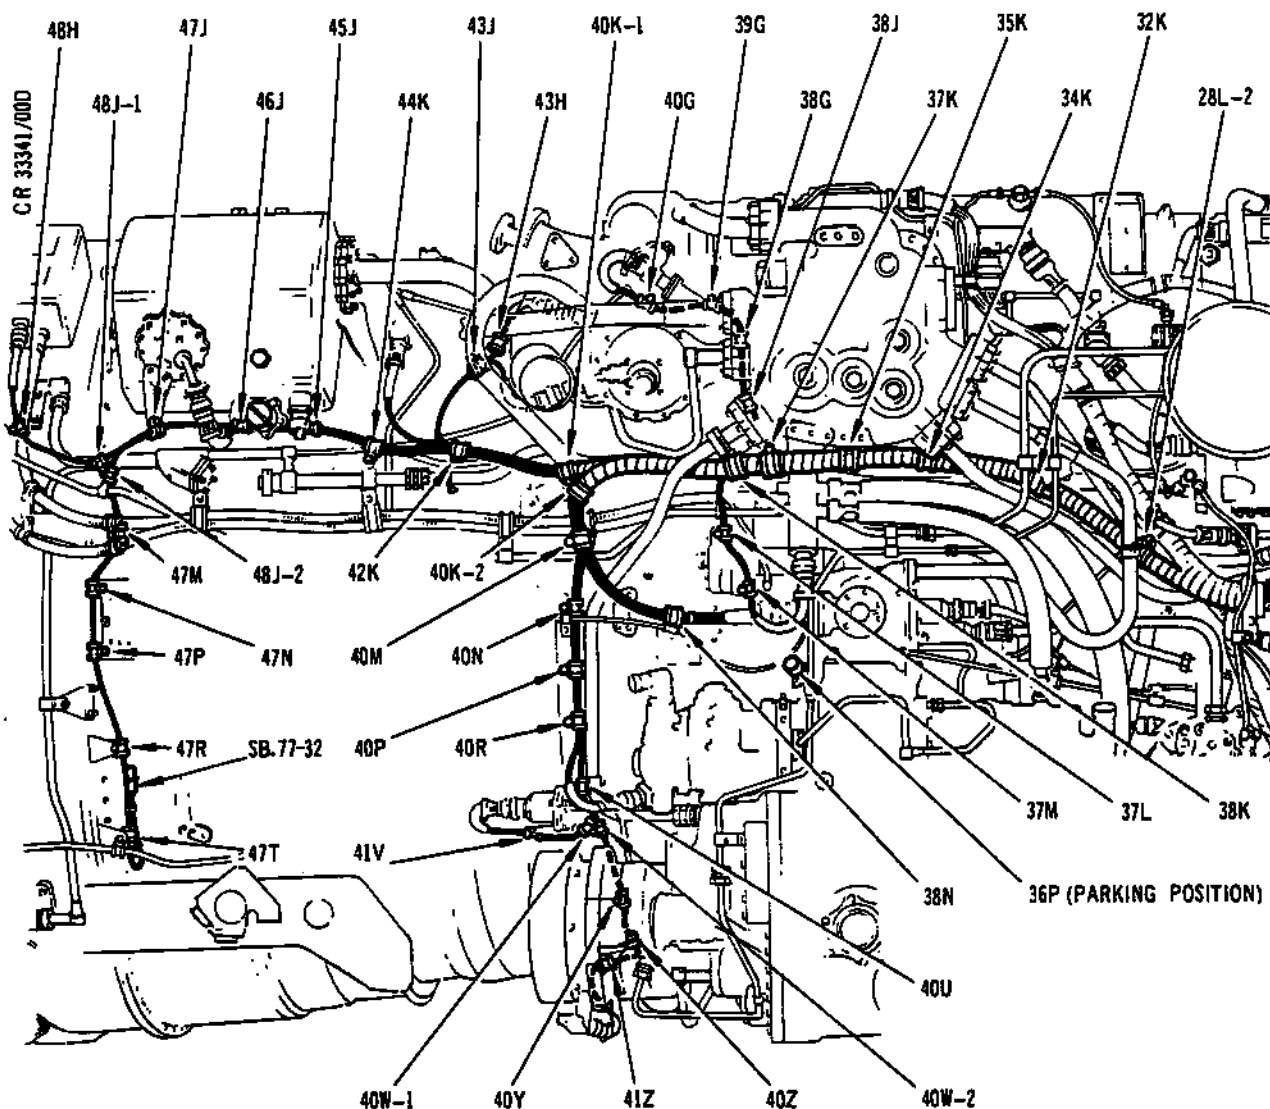 48H 47J 45J 43J 40K-1 39G 38J 35K 32K
48J-1 46J 44K 43H 40G 38G 37K 34K 28L-2
CR 33341/00D
47M 48J-2 42K 40K-2
47P 47N 40M 40N
47R SB.77-32 40P 40R
37M 37L 38K
47T 41V
38N 36P (PARKING POSITION)
40U
40W-1 40Y 41Z 40Z 40W-2